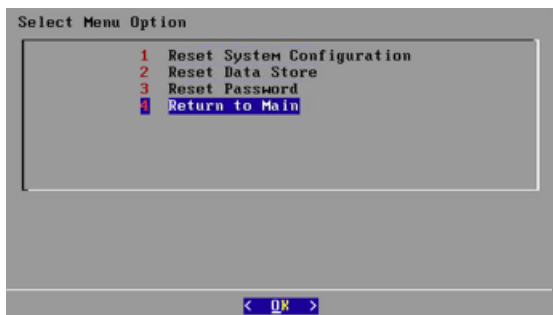 Select Menu Option
1 Reset System Configuration
2 Reset Data Store
3 Reset Password
4 Return to Main
< OK >